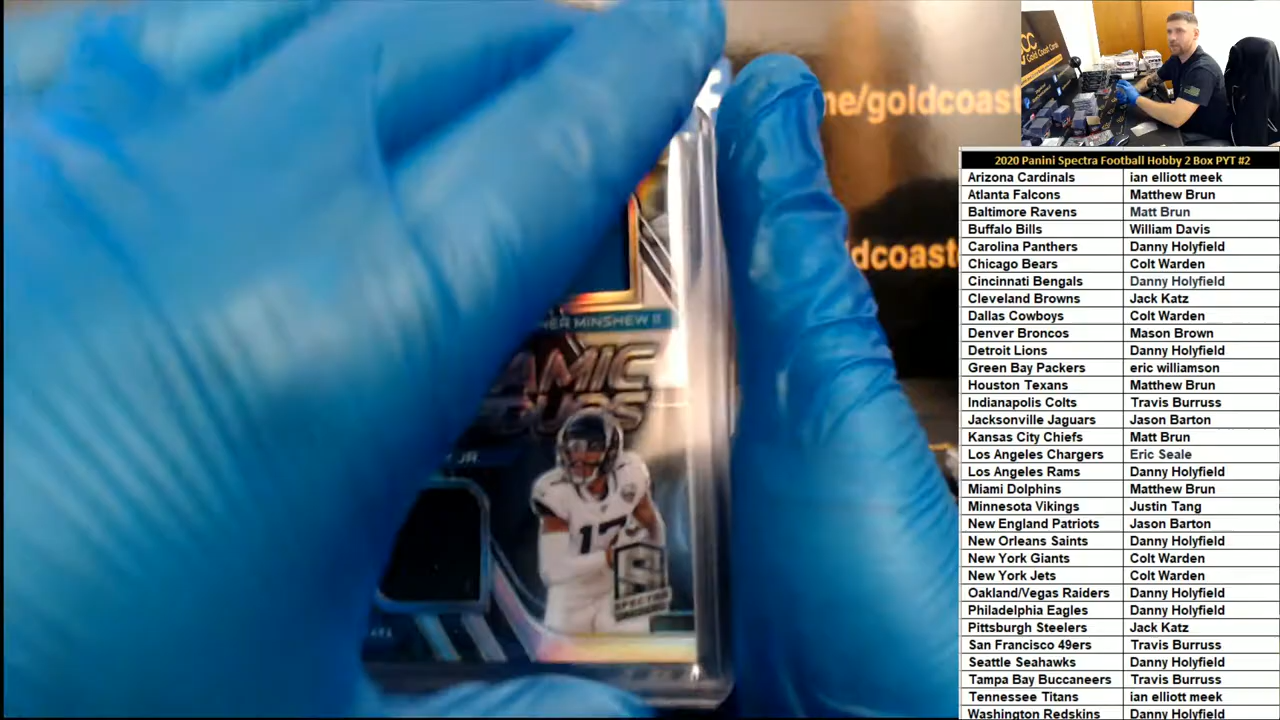 Gold Coast Cards
me/goldcoast
goldcoast
NER MINSHEW II
AMIC
JR
17
S
SPECTRA
2020 Panini Spectra Football Hobby 2 Box PYT #2
Arizona Cardinals ian elliott meek
Atlanta Falcons Matthew Brun
Baltimore Ravens Matt Brun
Buffalo Bills William Davis
Carolina Panthers Danny Holyfield
Chicago Bears Colt Warden
Cincinnati Bengals Danny Holyfield
Cleveland Browns Jack Katz
Dallas Cowboys Colt Warden
Denver Broncos Mason Brown
Detroit Lions Danny Holyfield
Green Bay Packers eric williamson
Houston Texans Matthew Brun
Indianapolis Colts Travis Burruss
Jacksonville Jaguars Jason Barton
Kansas City Chiefs Matt Brun
Los Angeles Chargers Eric Seale
Los Angeles Rams Danny Holyfield
Miami Dolphins Matthew Brun
Minnesota Vikings Justin Tang
New England Patriots Jason Barton
New Orleans Saints Danny Holyfield
New York Giants Colt Warden
New York Jets Colt Warden
Oakland/Vegas Raiders Danny Holyfield
Philadelphia Eagles Danny Holyfield
Pittsburgh Steelers Jack Katz
San Francisco 49ers Travis Burruss
Seattle Seahawks Danny Holyfield
Tampa Bay Buccaneers Travis Burruss
Tennessee Titans ian elliott meek
Washington Redskins Danny Holyfield